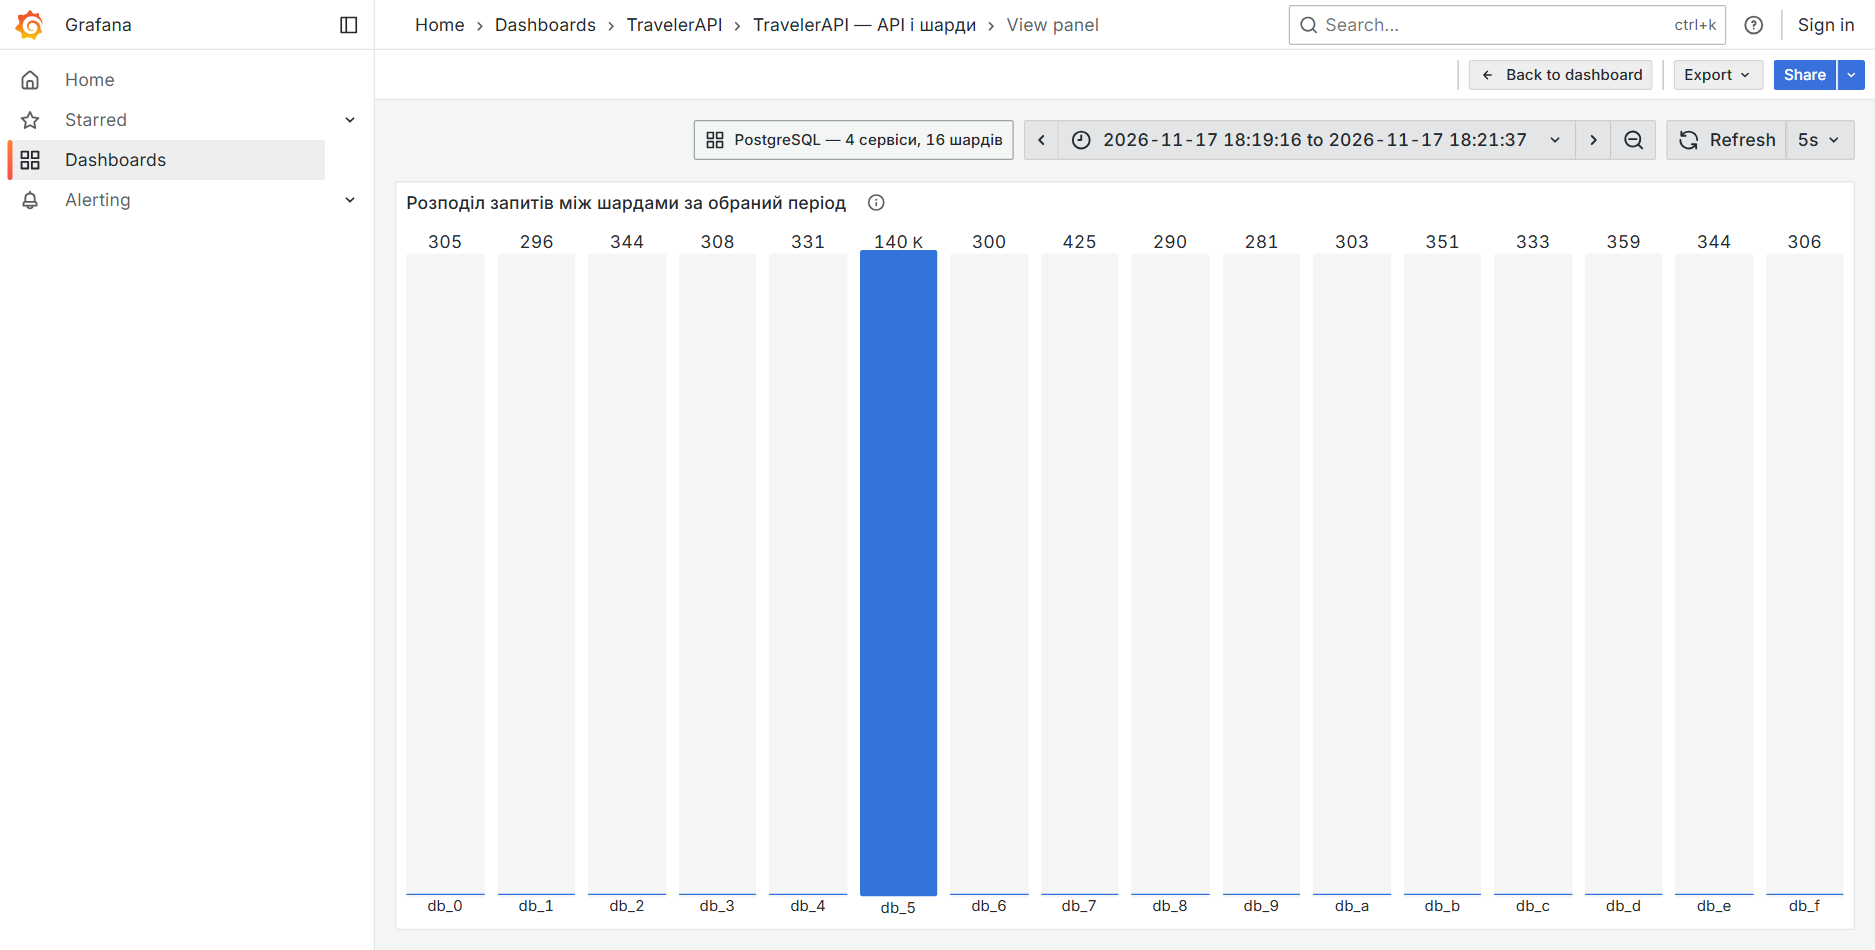 Grafana
Home › Dashboards › TravelerAPI › TravelerAPI — API і шарди › View panel
Search... ctrl+k
Sign in
Home
Starred
Dashboards
Alerting
Back to dashboard
Export
Share
PostgreSQL — 4 сервіси, 16 шардів
2026-11-17 18:19:16 to 2026-11-17 18:21:37
Refresh
5s
Розподіл запитів між шардами за обраний період
305 296 344 308 331 140 K 300 425 290 281 303 351 333 359 344 306
db_0 db_1 db_2 db_3 db_4 db_5 db_6 db_7 db_8 db_9 db_a db_b db_c db_d db_e db_f